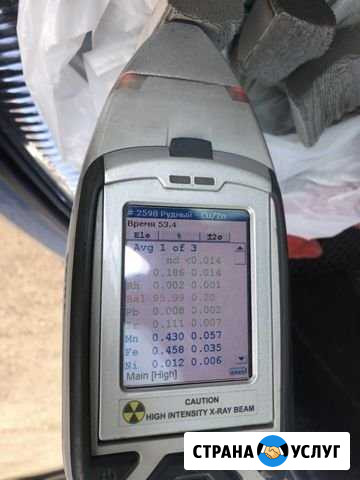 # 2598 Рудный Cu/Zn
Время 53.4
Ele % ±2σ
Avg 1 of 3
nd <0.014
0.186 0.014
Rh 0.002 0.001
Bal 95.99 0.20
Pb 0.008 0.002
0.111 0.007
Mn 0.430 0.057
Fe 0.458 0.035
Ni 0.012 0.006
Main [High]
CAUTION
HIGH INTENSITY X-RAY BEAM
СТРАНА УСЛУГ